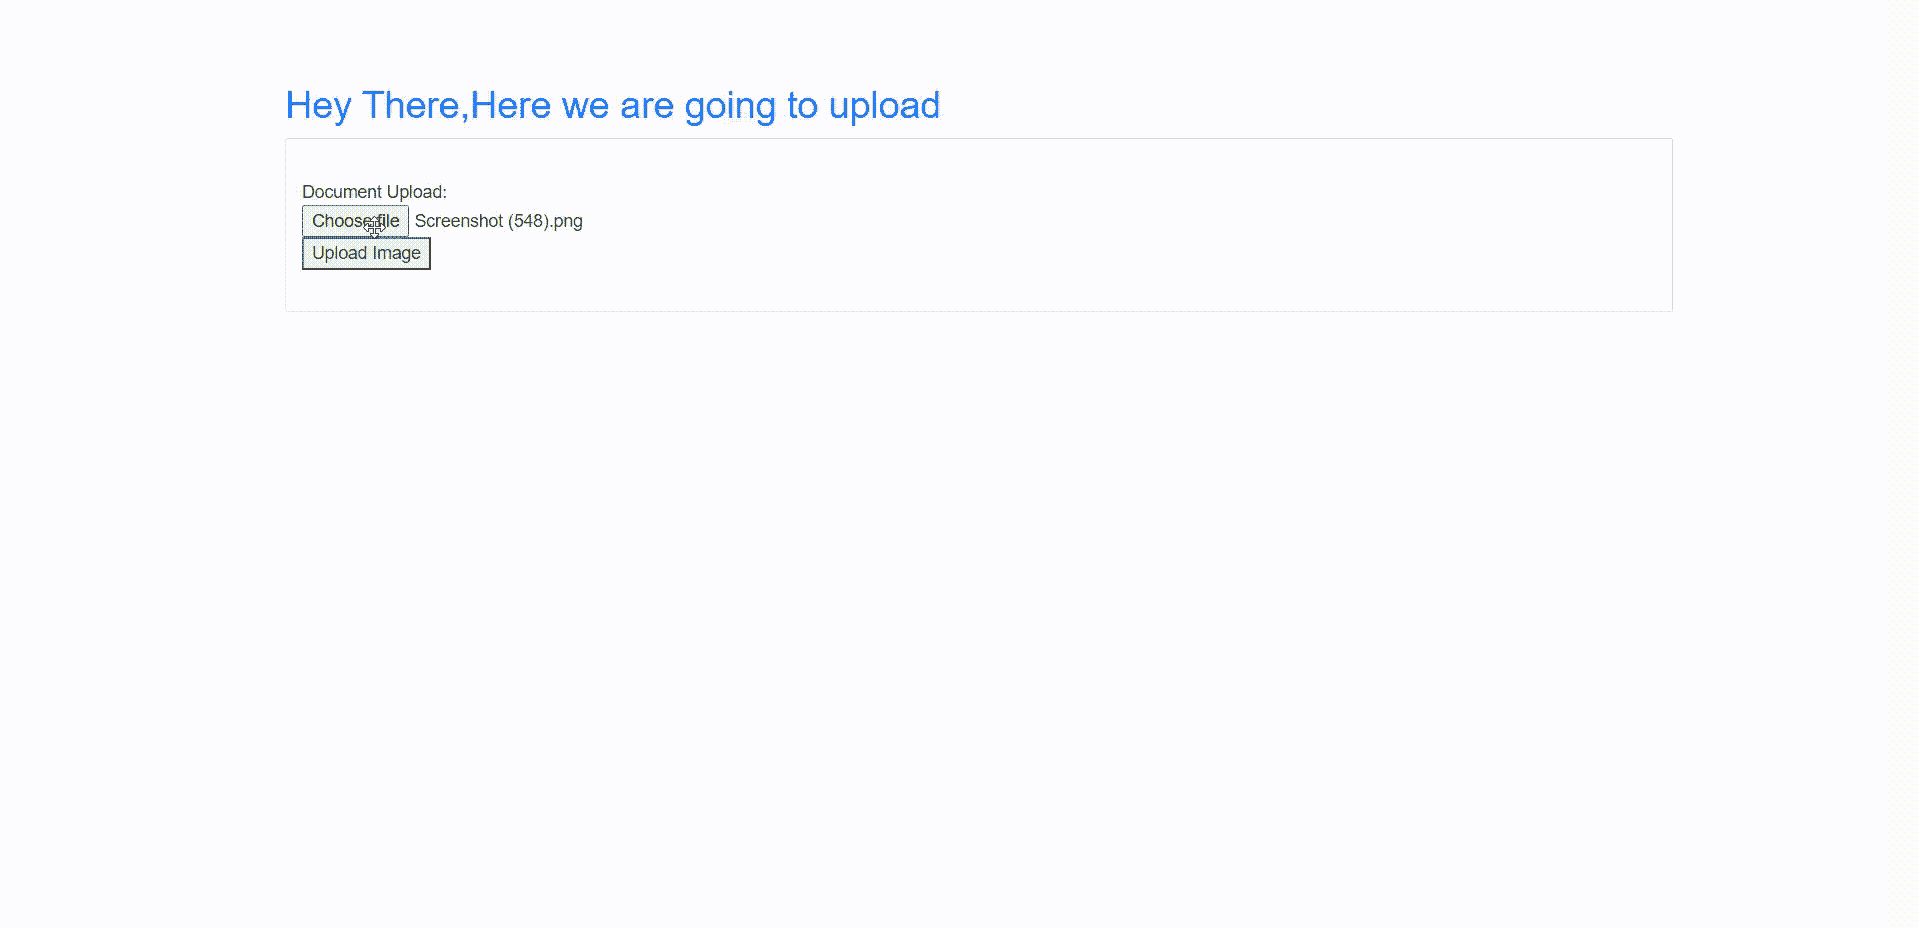 Hey There,Here we are going to upload
Document Upload:
Choose file Screenshot (548).png
Upload Image